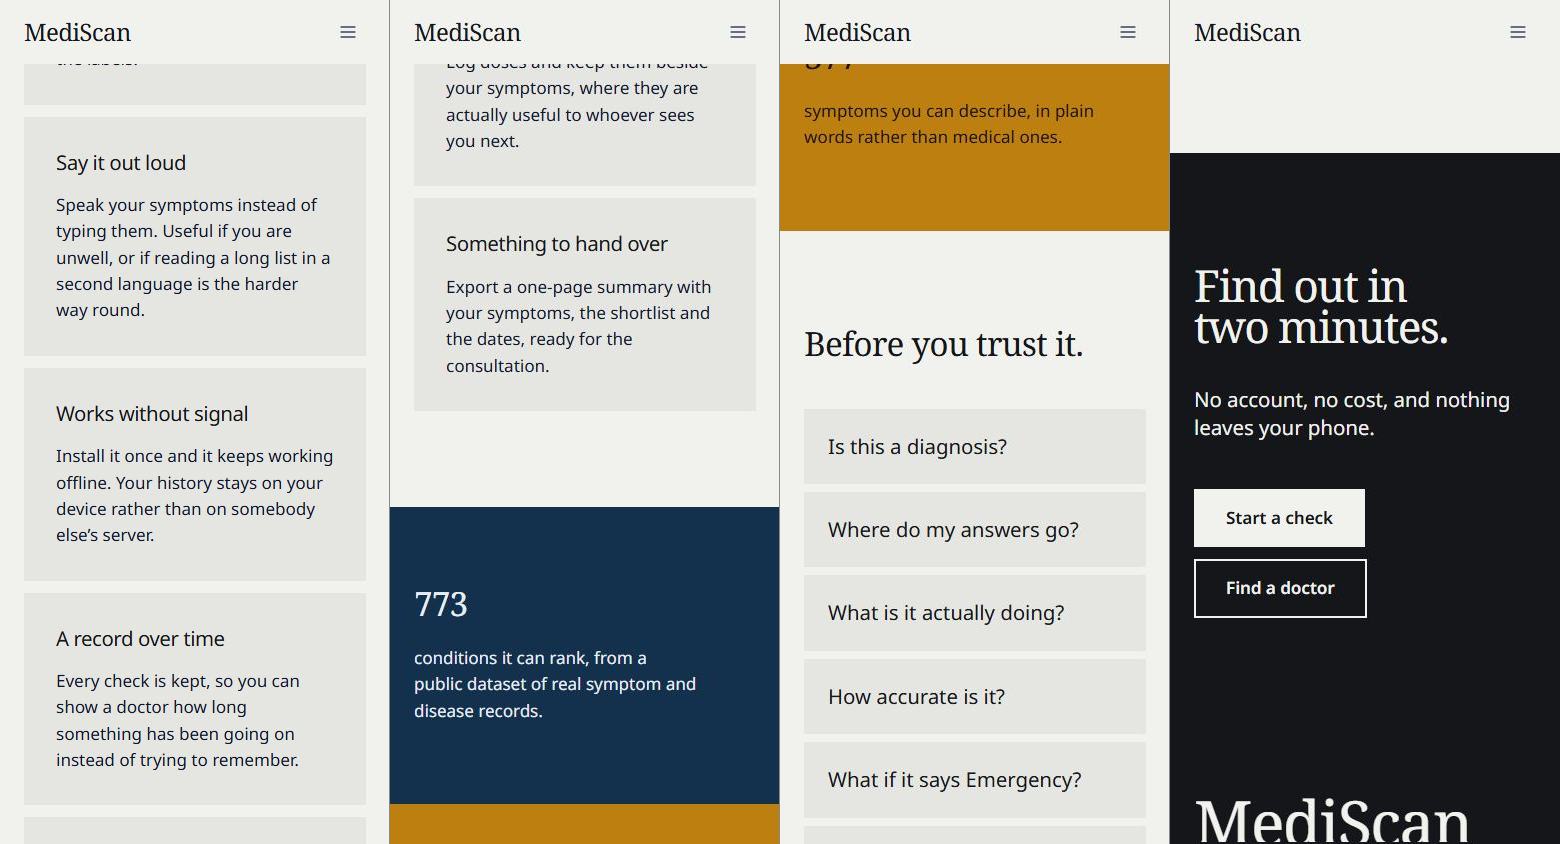 MediScan
the labels.
Say it out loud
Speak your symptoms instead of
typing them. Useful if you are
unwell, or if reading a long list in a
second language is the harder
way round.
Works without signal
Install it once and it keeps working
offline. Your history stays on your
device rather than on somebody
else’s server.
A record over time
Every check is kept, so you can
show a doctor how long
something has been going on
instead of trying to remember.
MediScan
Log doses and keep them beside
your symptoms, where they are
actually useful to whoever sees
you next.
Something to hand over
Export a one-page summary with
your symptoms, the shortlist and
the dates, ready for the
consultation.
773
conditions it can rank, from a
public dataset of real symptom and
disease records.
MediScan
symptoms you can describe, in plain
words rather than medical ones.
Before you trust it.
Is this a diagnosis?
Where do my answers go?
What is it actually doing?
How accurate is it?
What if it says Emergency?
MediScan
Find out in
two minutes.
No account, no cost, and nothing
leaves your phone.
Start a check
Find a doctor
MediScan